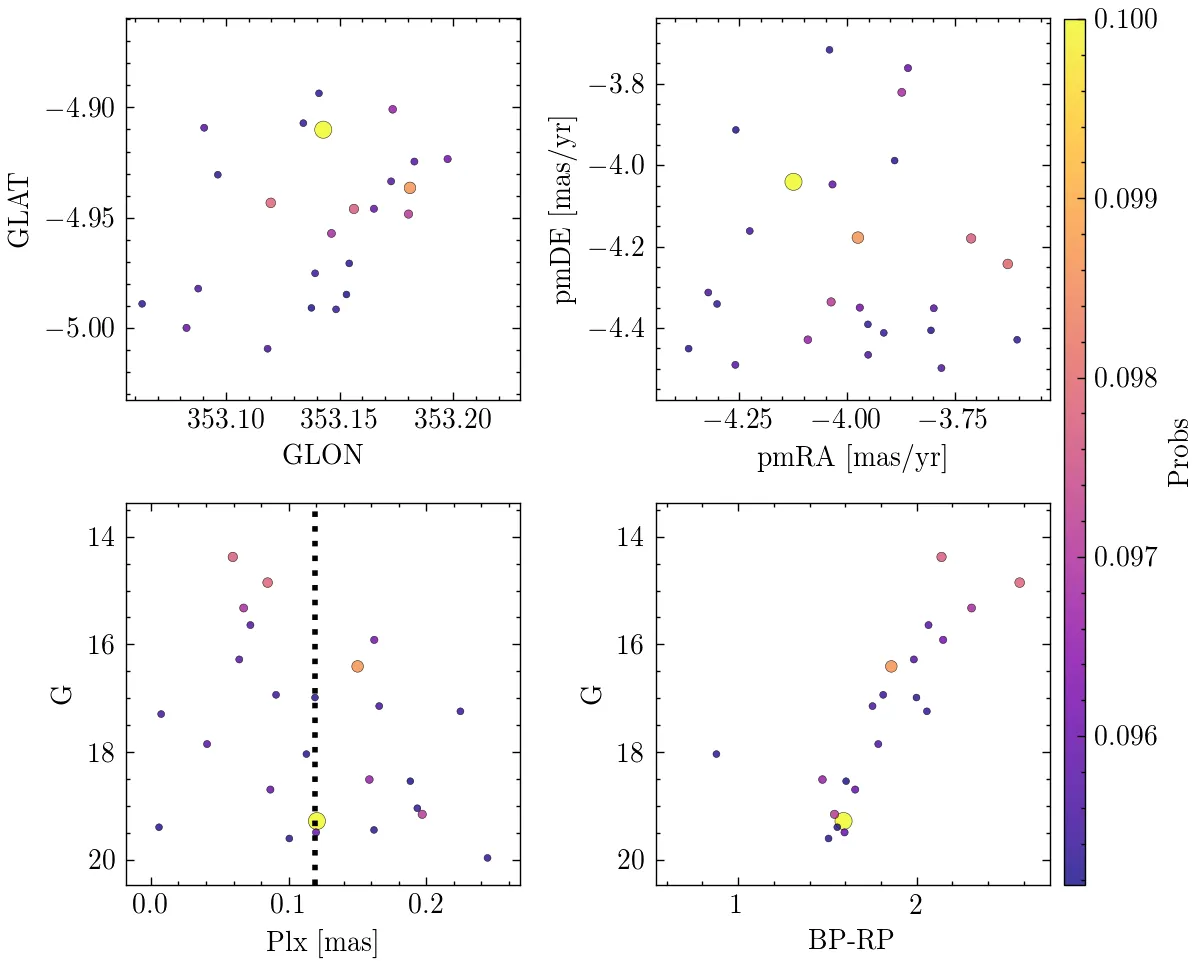 −4.90
−4.95
−5.00
GLAT
353.10 353.15 353.20
GLON
−3.8
−4.0
−4.2
−4.4
pmDE [mas/yr]
−4.25 −4.00 −3.75
pmRA [mas/yr]
14
16
18
20
G
0.0 0.1 0.2
Plx [mas]
14
16
18
20
G
1 2
BP-RP
0.100
0.099
0.098
0.097
0.096
Probs